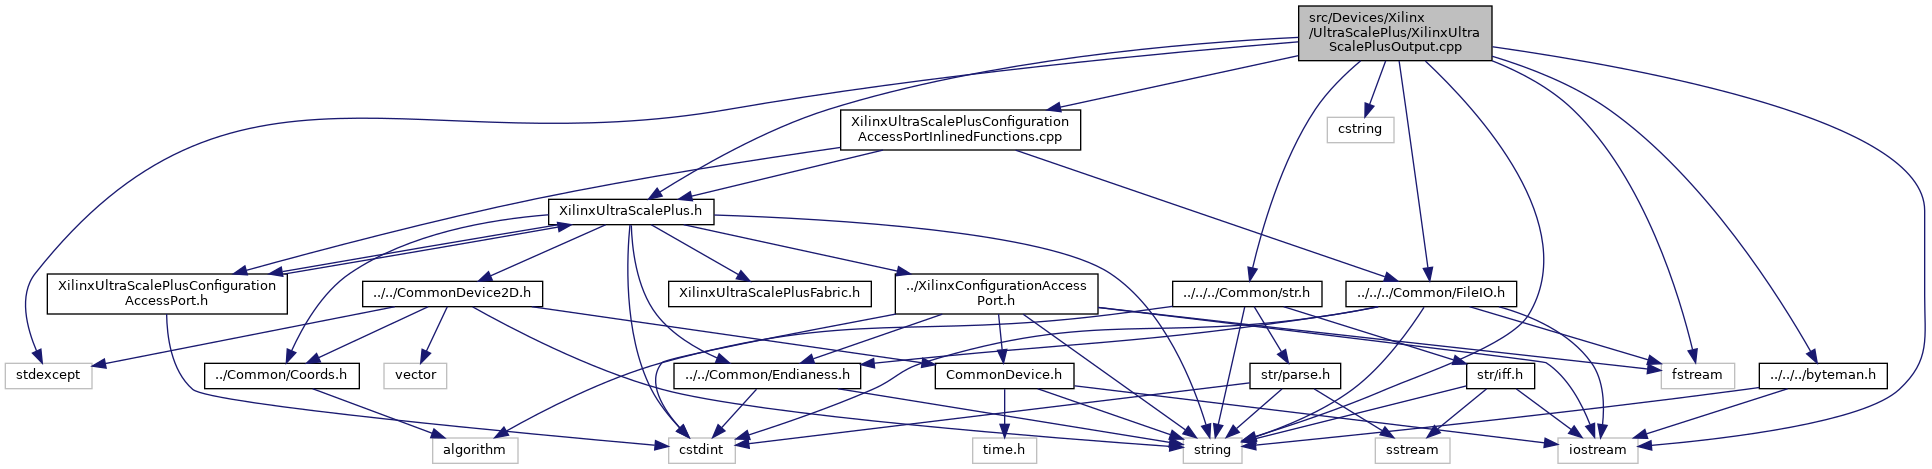 src/Devices/Xilinx
/UltraScalePlus/XilinxUltra
ScalePlusOutput.cpp
XilinxUltraScalePlusConfiguration
AccessPortInlinedFunctions.cpp
cstring
XilinxUltraScalePlus.h
XilinxUltraScalePlusConfiguration
AccessPort.h
../../CommonDevice2D.h
XilinxUltraScalePlusFabric.h
../XilinxConfigurationAccess
Port.h
../../../Common/str.h
../../../Common/FileIO.h
stdexcept
../Common/Coords.h
vector
../../Common/Endianess.h
CommonDevice.h
str/parse.h
str/iff.h
fstream
../../../byteman.h
algorithm
cstdint
time.h
string
sstream
iostream